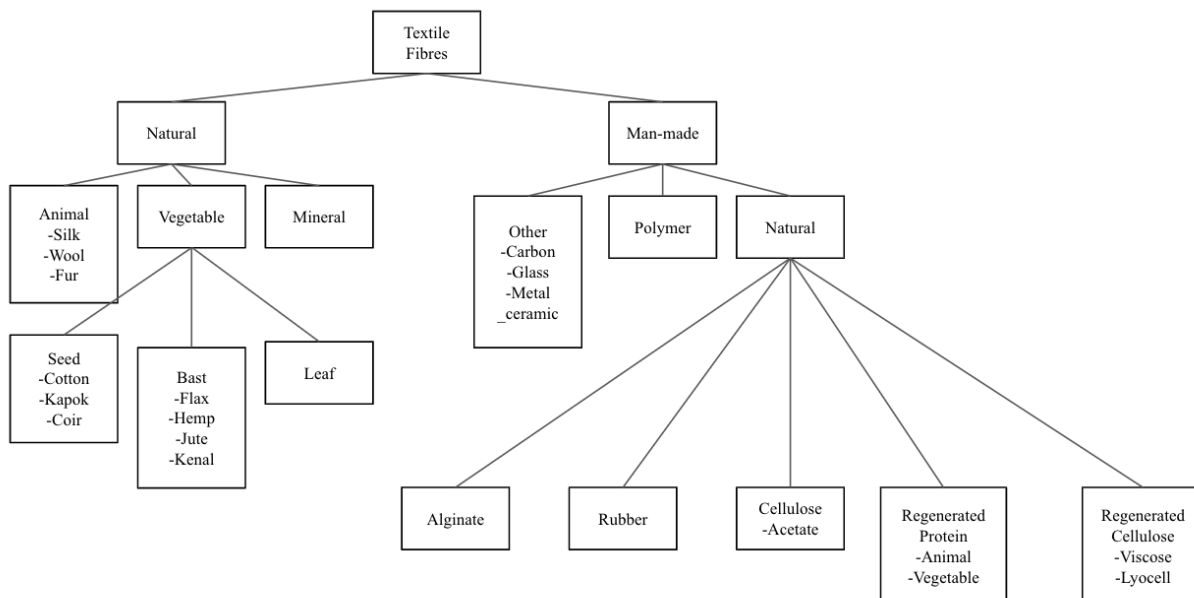 Textile
Fibres
Natural
Man-made
Animal
-Silk
-Wool
-Fur
Vegetable
Mineral
Other
-Carbon
-Glass
-Metal
_ceramic
Polymer
Natural
Seed
-Cotton
-Kapok
-Coir
Bast
-Flax
-Hemp
-Jute
-Kenal
Leaf
Alginate
Rubber
Cellulose
-Acetate
Regenerated
Protein
-Animal
-Vegetable
Regenerated
Cellulose
-Viscose
-Lyocell